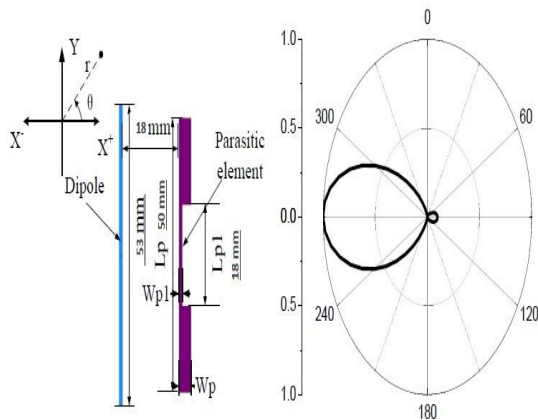 Y
r
θ
X-
X+
18 mm
Parasitic
element
Dipole
53 mm
Lp 50 mm
Lp1
18 mm
Wp1
Wp
0
1.0
0.5
300
60
0.0
0.5
240
120
1.0
180